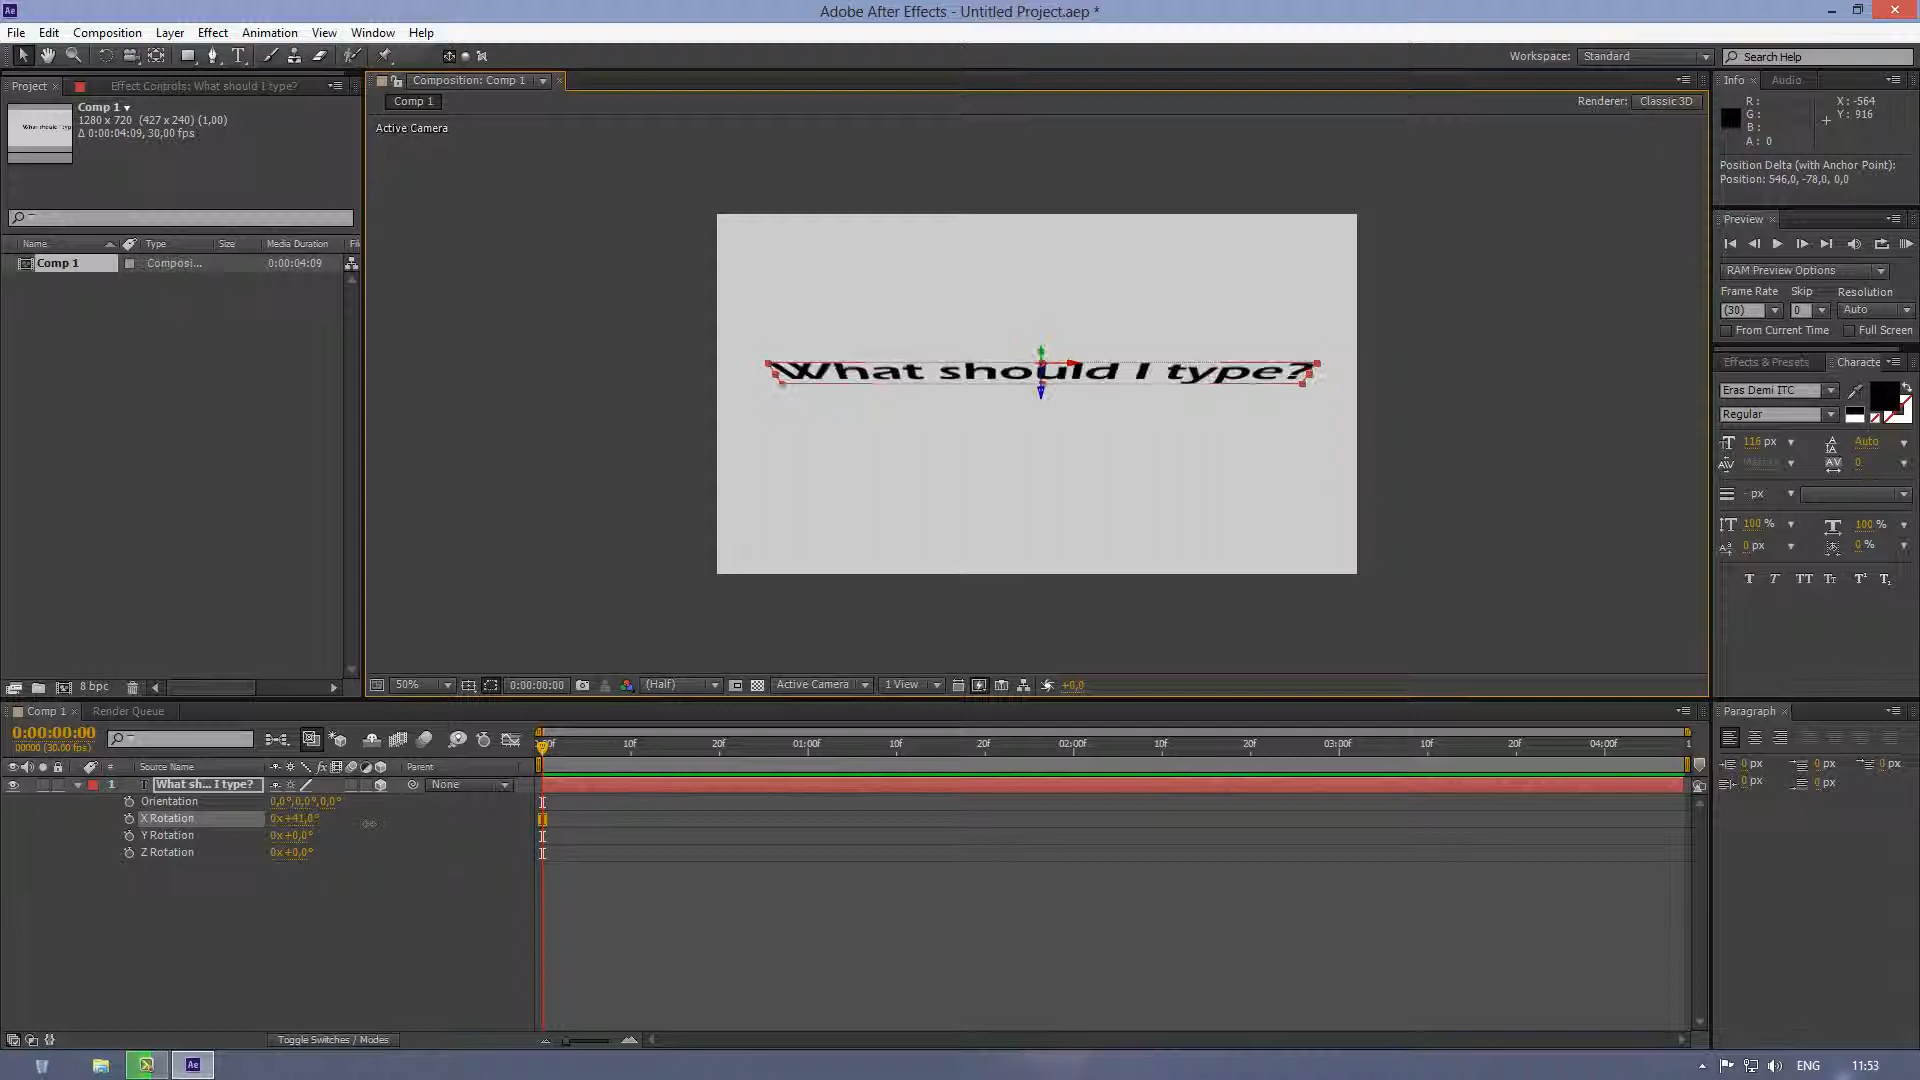 Adobe After Effects - Untitled Project.aep *
File Edit Composition Layer Effect Animation View Window Help
Workspace: Standard Search Help
Project Effect Controls: What should I type? Composition: Comp 1 Info Audio
Comp 1
1280 x 720 (427 x 240) (1,00)
Δ 0:00:04:09, 30,00 fps
Comp 1 Renderer: Classic 3D
Active Camera
R: X: -564
G: Y: 916
B:
A: 0
Position Delta (with Anchor Point):
Position: 546,0, -78,0, 0,0
Preview
Name Type Size Media Duration
Comp 1 Composi... 0:00:04:09
RAM Preview Options
Frame Rate Skip Resolution
(30) 0 Auto
From Current Time Full Screen
What should I type?
Effects & Presets Characte
Eras Demi ITC
Regular
116 px Auto
0
- px
100 % 100 %
0 px 0 %
8 bpc
50% 0:00:00:00 (Half) Active Camera 1 View +0,0
Comp 1 Render Queue Paragraph
0:00:00:00
00000 (30.00 fps)
10f 20f 01:00f 10f 20f 02:00f 10f 20f 03:00f 10f 20f 04:00f 1
# Source Name Parent
1 T What sh... I type? None
Orientation 0,0°,0,0°,0,0°
X Rotation 0x+41,0°
Y Rotation 0x+0,0°
Z Rotation 0x+0,0°
0 px 0 px 0 px
0 px 0 px
Toggle Switches / Modes
ENG 11:53